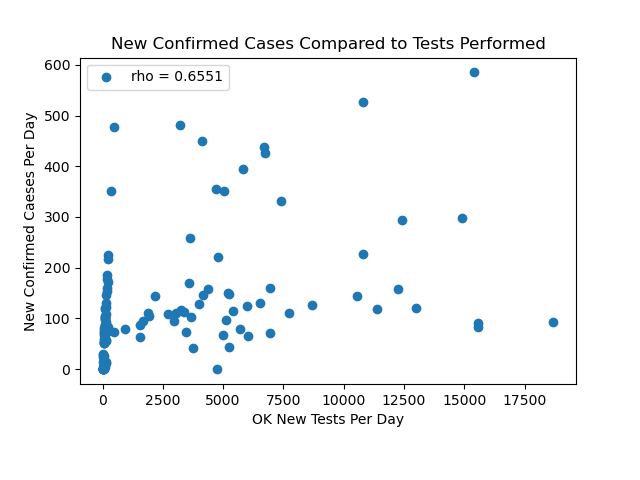 New Confirmed Cases Compared to Tests Performed
rho = 0.6551
600
500
400
300
200
100
0
New Confirmed Caeses Per Day
0 2500 5000 7500 10000 12500 15000 17500
OK New Tests Per Day